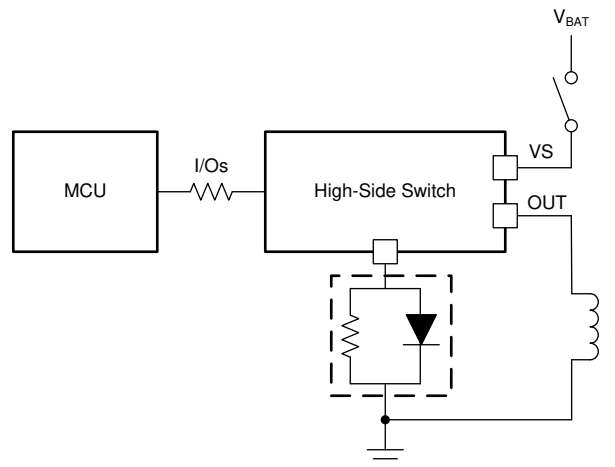 V_BAT
VS
I/Os
MCU
High-Side Switch
OUT